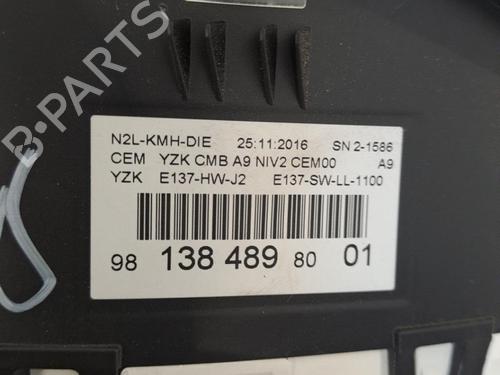 N2L-KMH-DIE 25:11:2016 SN 2-1586
CEM YZK CMB A9 NIV2 CEM00 A9
YZK E137-HW-J2 E137-SW-LL-1100
98 138 489 80 01
B-PARTS